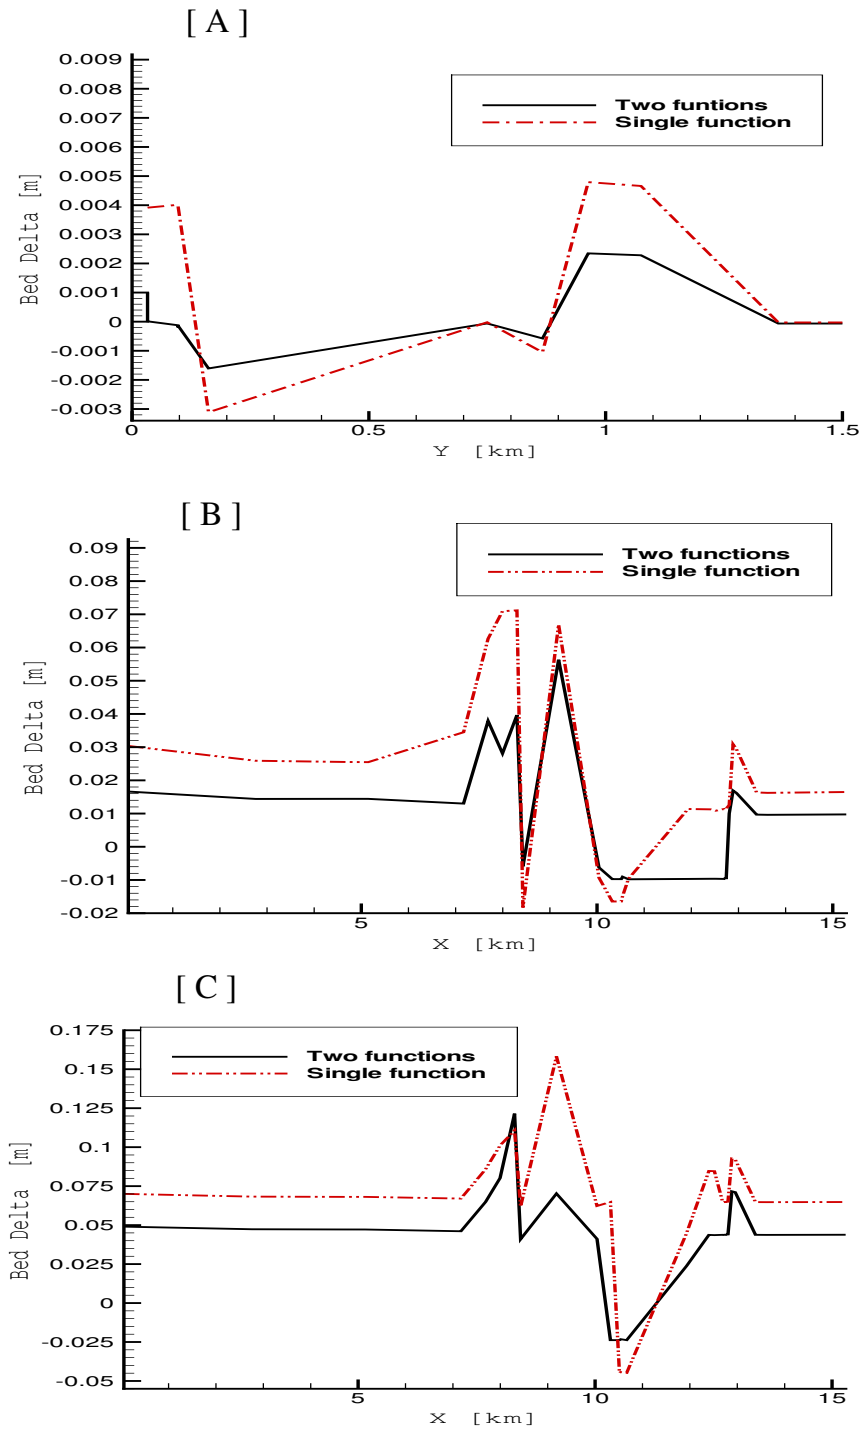 [ A ]
0.009
0.008
0.007
0.006
0.005
0.004
0.003
0.002
0.001
0
-0.001
-0.002
-0.003
Bed Delta [m]
Two funtions
Single function
0 0.5 1 1.5
Y [km]
[ B ]
0.09
0.08
0.07
0.06
0.05
0.04
0.03
0.02
0.01
0
-0.01
-0.02
Bed Delta [m]
Two functions
Single function
5 10 15
X [km]
[ C ]
0.175
0.15
0.125
0.1
0.075
0.05
0.025
0
-0.025
-0.05
Bed Delta [m]
Two functions
Single function
5 10 15
X [km]